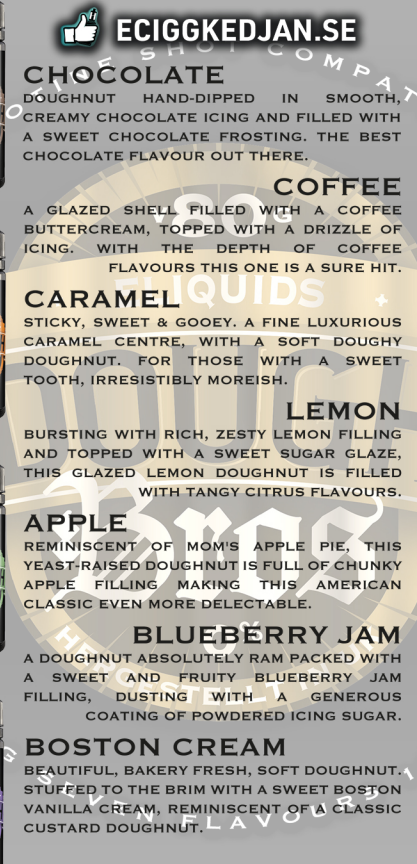 ECIGGKEDJAN.SE
CHOCOLATE
DOUGHNUT HAND-DIPPED IN SMOOTH,
CREAMY CHOCOLATE ICING AND FILLED WITH
A SWEET CHOCOLATE FROSTING. THE BEST
CHOCOLATE FLAVOUR OUT THERE.
COFFEE
A GLAZED SHELL FILLED WITH A COFFEE
BUTTERCREAM, TOPPED WITH A DRIZZLE OF
ICING. WITH THE DEPTH OF COFFEE
FLAVOURS THIS ONE IS A SURE HIT.
80
LIQUIDS
CARAMEL
STICKY, SWEET & GOOEY. A FINE LUXURIOUS
CARAMEL CENTRE, WITH A SOFT DOUGHY
DOUGHNUT. FOR THOSE WITH A SWEET
TOOTH, IRRESISTIBLY MOREISH.
DOUGH
LEMON
BURSTING WITH RICH, ZESTY LEMON FILLING
AND TOPPED WITH A SWEET SUGAR GLAZE,
THIS GLAZED LEMON DOUGHNUT IS FILLED
WITH TANGY CITRUS FLAVOURS.
Bros
APPLE
REMINISCENT OF MOM'S APPLE PIE, THIS
YEAST-RAISED DOUGHNUT IS FULL OF CHUNKY
APPLE FILLING MAKING THIS AMERICAN
CLASSIC EVEN MORE DELECTABLE.
BLUEBERRY JAM
A DOUGHNUT ABSOLUTELY RAM PACKED WITH
A SWEET AND FRUITY BLUEBERRY JAM
FILLING, DUSTING WITH A GENEROUS
COATING OF POWDERED ICING SUGAR.
BOSTON CREAM
BEAUTIFUL, BAKERY FRESH, SOFT DOUGHNUT.
STUFFED TO THE BRIM WITH A SWEET BOSTON
VANILLA CREAM, REMINISCENT OF A CLASSIC
CUSTARD DOUGHNUT.
SEVEN FLAVOURS